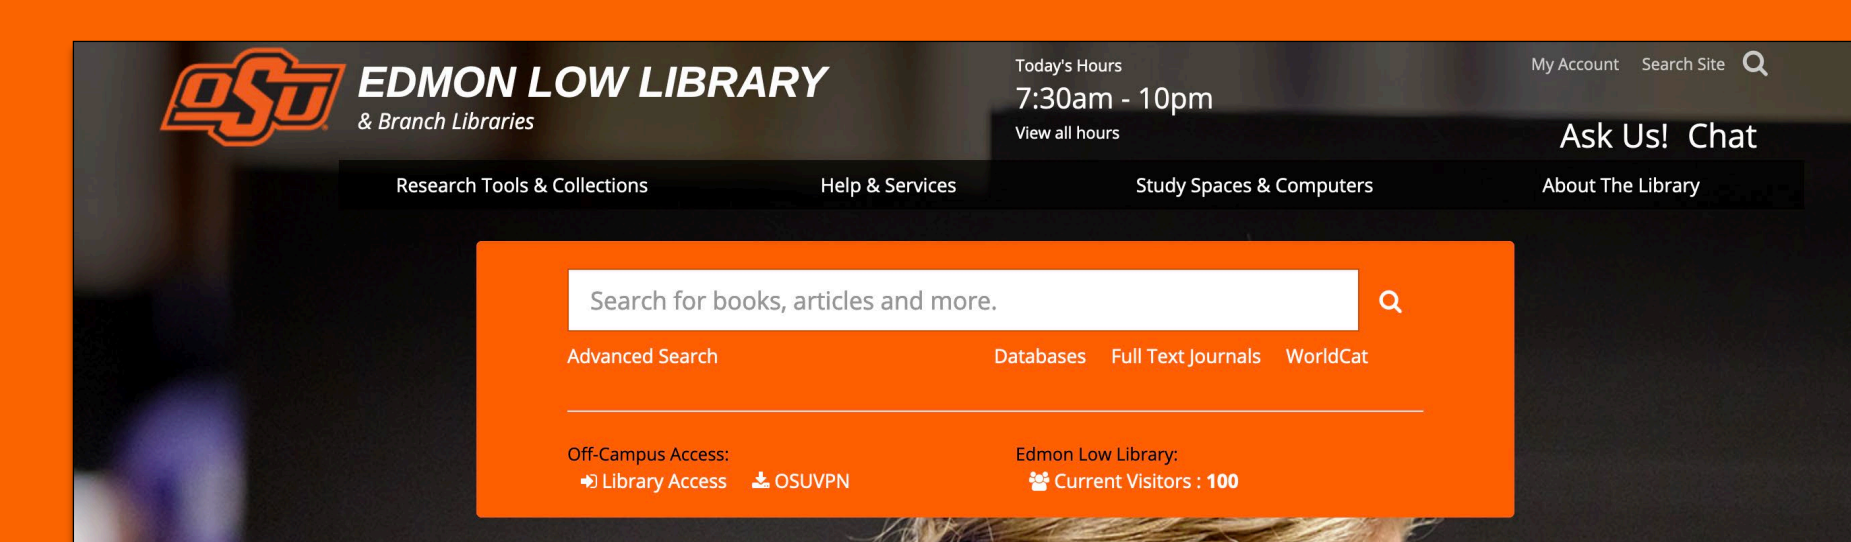 OSU
EDMON LOW LIBRARY
& Branch Libraries
Today's Hours
7:30am - 10pm
View all hours
My Account Search Site
Ask Us! Chat
Research Tools & Collections Help & Services Study Spaces & Computers About The Library
Search for books, articles and more.
Advanced Search Databases Full Text Journals WorldCat
Off-Campus Access:
Library Access OSUVPN
Edmon Low Library:
Current Visitors : 100